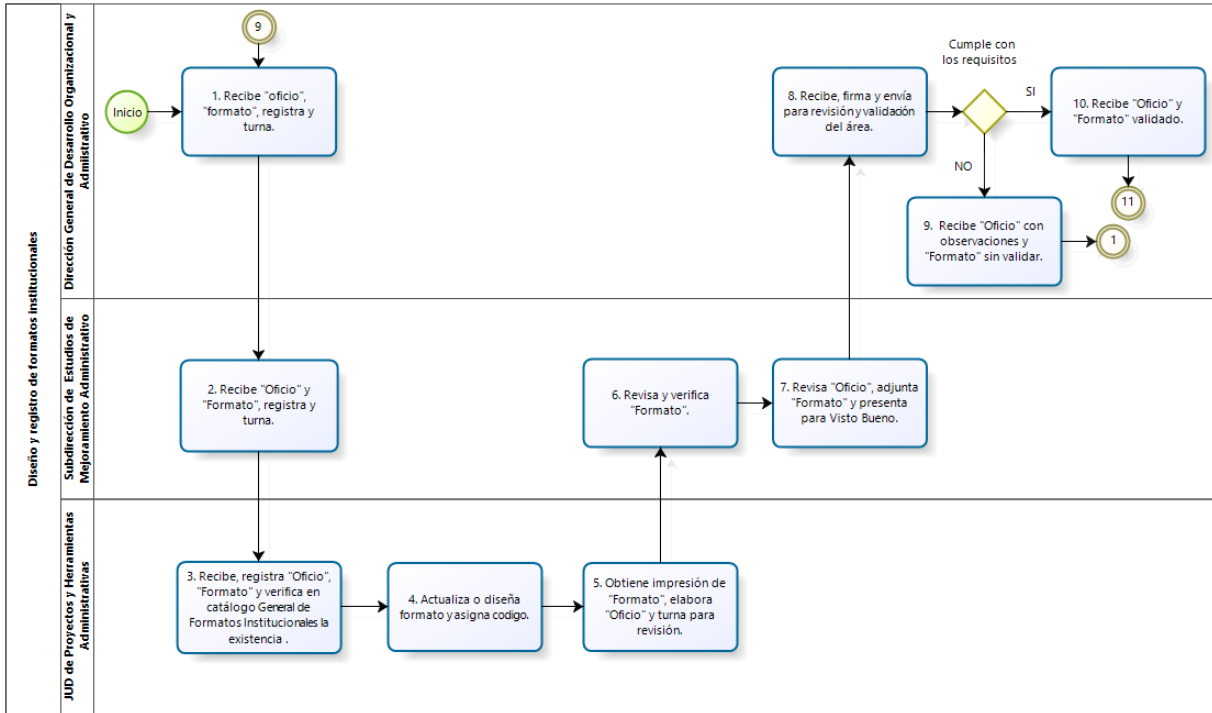 Diseño y registro de formatos institucionales
Dirección General de Desarrollo Organizacional y
Admiistrativo
9
Inicio
1. Recibe "oficio",
"formato", registra y
turna.
8. Recibe, firma y envía
para revisión y validación
del área.
Cumple con
los requisitos
SI
NO
10. Recibe "Oficio" y
"Formato" validado.
11
9. Recibe "Oficio" con
observaciones y
"Formato" sin validar.
1
Subdirección de Estudios de
Mejoramiento Administrativo
2. Recibe "Oficio" y
"Formato", registra y
turna.
6. Revisa y verifica
"Formato".
7. Revisa "Oficio", adjunta
"Formato" y presenta
para Visto Bueno.
JUD de Proyectos y Herramientas
Administrativas
3. Recibe, registra "Oficio",
"Formato" y verifica en
catálogo General de
Formatos Institucionales la
existencia .
4. Actualiza o diseña
formato y asigna codigo.
5. Obtiene impresión de
"Formato", elabora
"Oficio" y turna para
revisión.